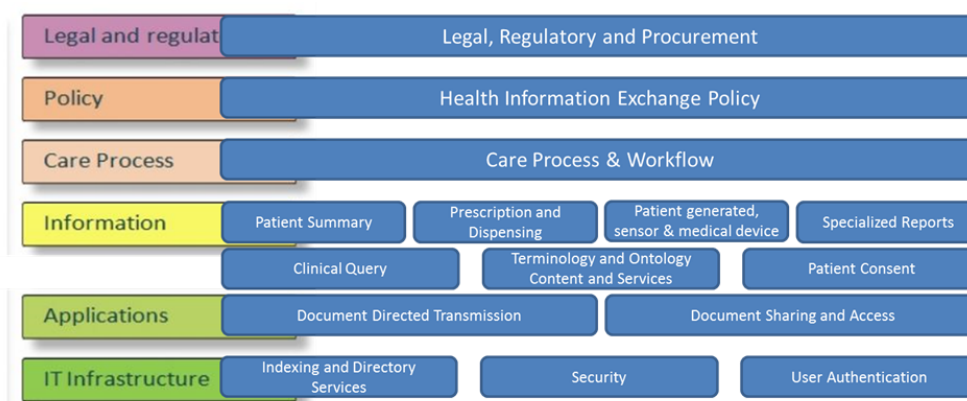 Legal and regulat
Legal, Regulatory and Procurement
Policy
Health Information Exchange Policy
Care Process
Care Process & Workflow
Information
Patient Summary
Prescription and
Dispensing
Patient generated,
sensor & medical device
Specialized Reports
Clinical Query
Terminology and Ontology
Content and Services
Patient Consent
Applications
Document Directed Transmission
Document Sharing and Access
IT Infrastructure
Indexing and Directory
Services
Security
User Authentication